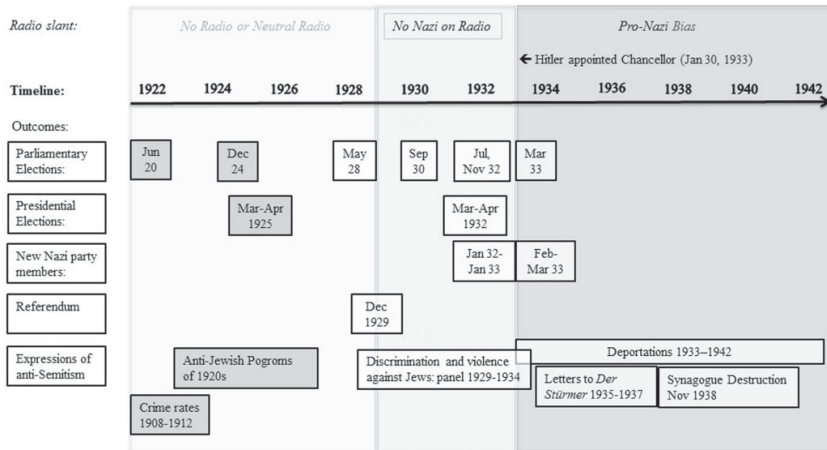 Radio slant: No Radio or Neutral Radio No Nazi on Radio Pro-Nazi Bias
← Hitler appointed Chancellor (Jan 30, 1933)
Timeline: 1922 1924 1926 1928 1930 1932 1934 1936 1938 1940 1942
Outcomes:
Parliamentary
Elections:
Jun
20
Dec
24
May
28
Sep
30
Jul,
Nov 32
Mar
33
Presidential
Elections:
Mar-Apr
1925
Mar-Apr
1932
New Nazi party
members:
Jan 32-
Jan 33
Feb-
Mar 33
Referendum
Dec
1929
Expressions of
anti-Semitism
Anti-Jewish Pogroms
of 1920s
Discrimination and violence
against Jews: panel 1929-1934
Deportations 1933–1942
Letters to Der
Stürmer 1935-1937
Synagogue Destruction
Nov 1938
Crime rates
1908-1912